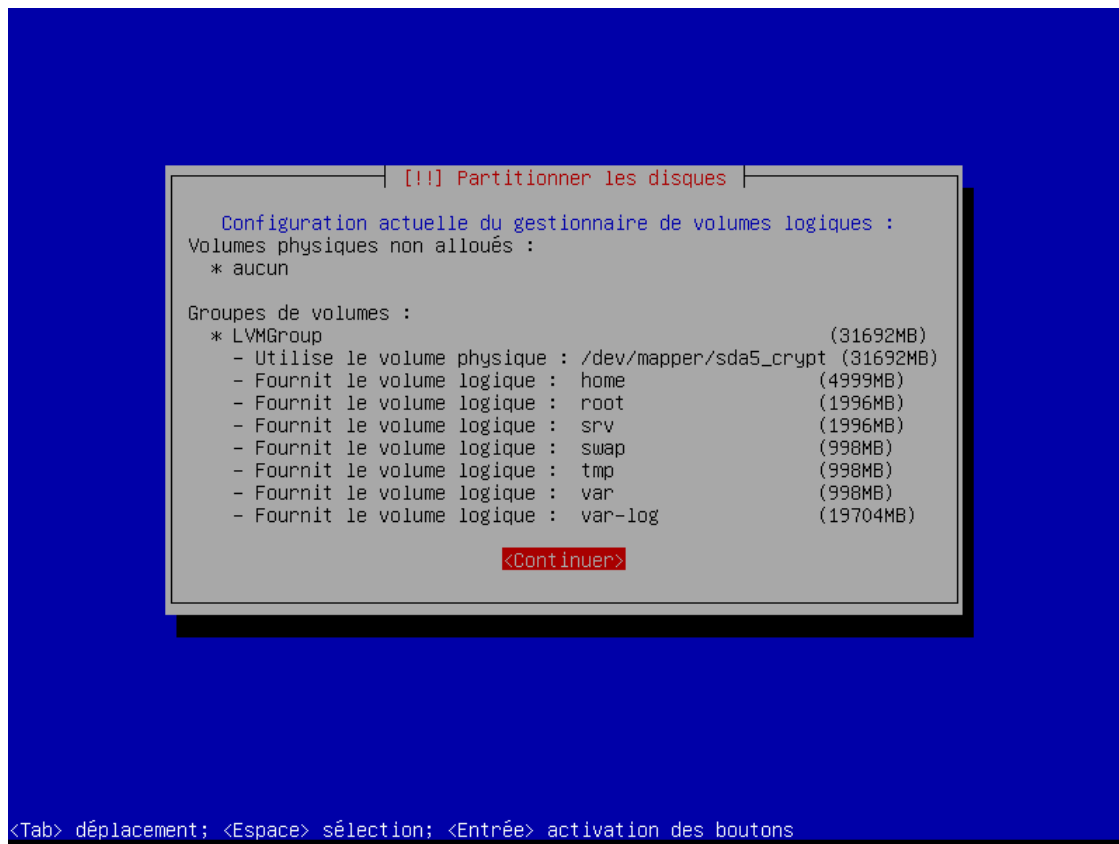 [!!] Partitionner les disques
Configuration actuelle du gestionnaire de volumes logiques :
Volumes physiques non alloués :
* aucun
Groupes de volumes :
* LVMGroup (31692MB)
- Utilise le volume physique : /dev/mapper/sda5_crypt (31692MB)
- Fournit le volume logique : home (4999MB)
- Fournit le volume logique : root (1996MB)
- Fournit le volume logique : srv (1996MB)
- Fournit le volume logique : swap (998MB)
- Fournit le volume logique : tmp (998MB)
- Fournit le volume logique : var (998MB)
- Fournit le volume logique : var-log (19704MB)
<Continuer>
<Tab> déplacement; <Espace> sélection; <Entrée> activation des boutons